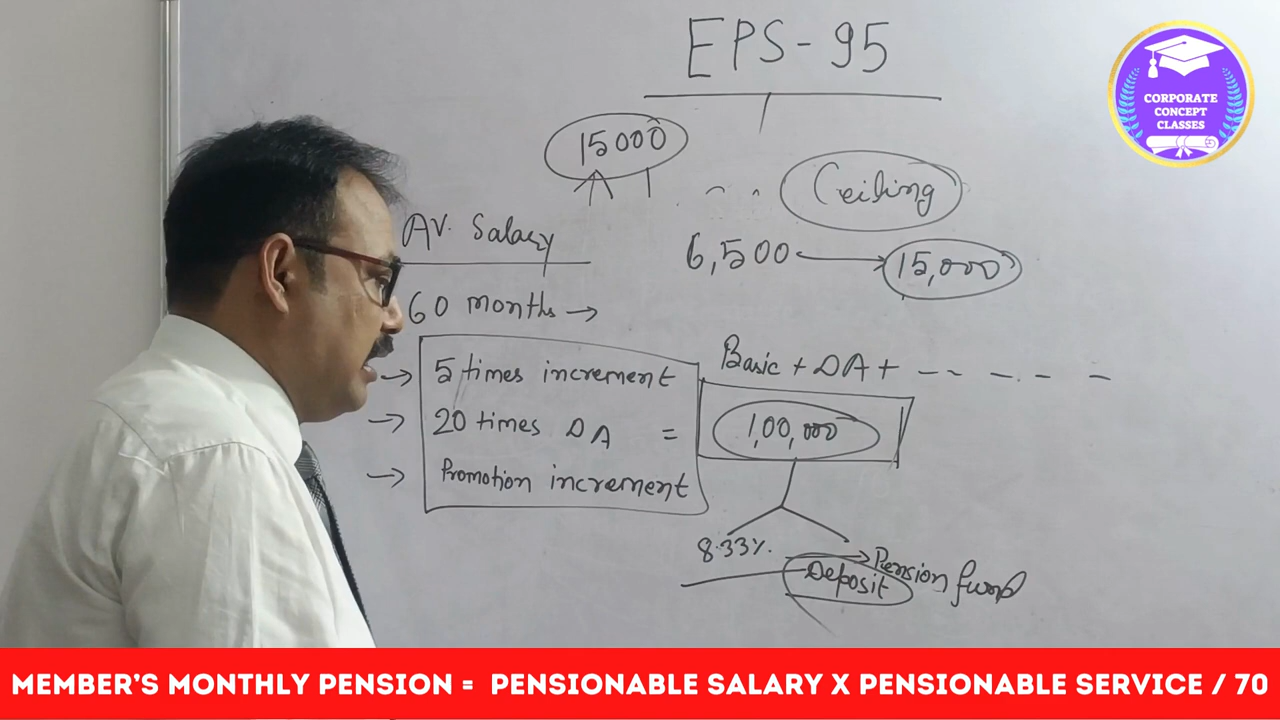 EPS-95
CORPORATE
CONCEPT
CLASSES
15000
Ceiling
AV. Salary
6,500 → 15,000
60 months →
Basic + DA + -- -- - -
→ 5 times increment
→ 20 times DA = 1,00,000
→ Promotion increment
8.33% → Pension fund
Deposit
MEMBER'S MONTHLY PENSION = PENSIONABLE SALARY X PENSIONABLE SERVICE / 70